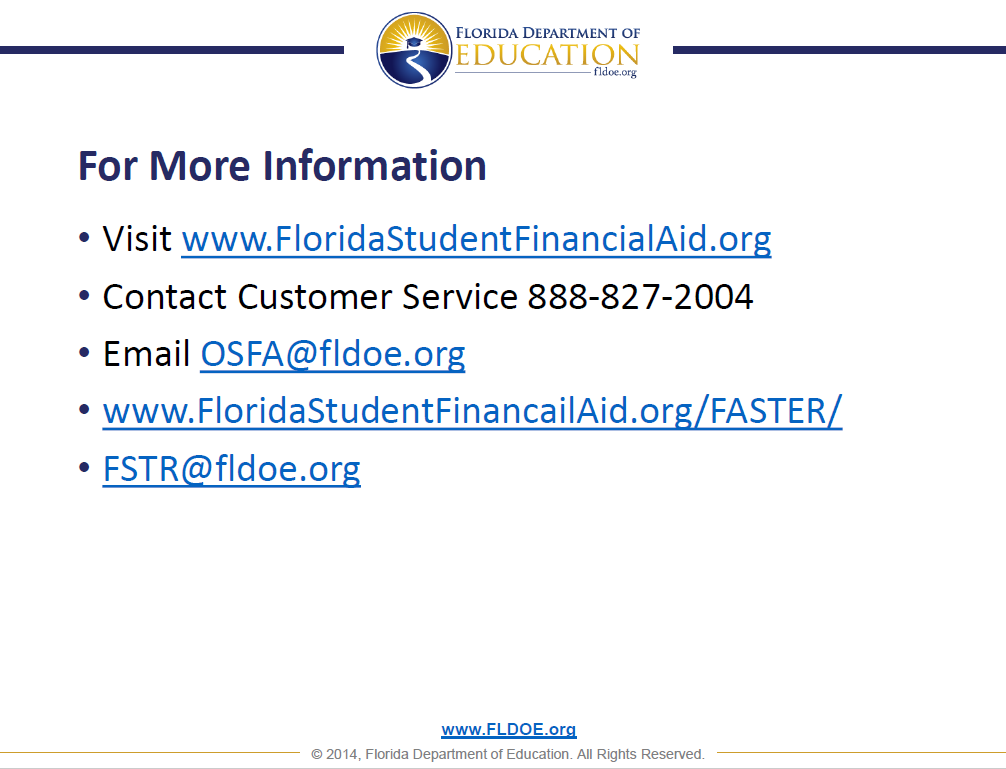 FLORIDA DEPARTMENT OF
EDUCATION
fldoe.org
For More Information
• Visit www.FloridaStudentFinancialAid.org
• Contact Customer Service 888-827-2004
• Email OSFA@fldoe.org
• www.FloridaStudentFinancailAid.org/FASTER/
• FSTR@fldoe.org
www.FLDOE.org
© 2014, Florida Department of Education. All Rights Reserved.